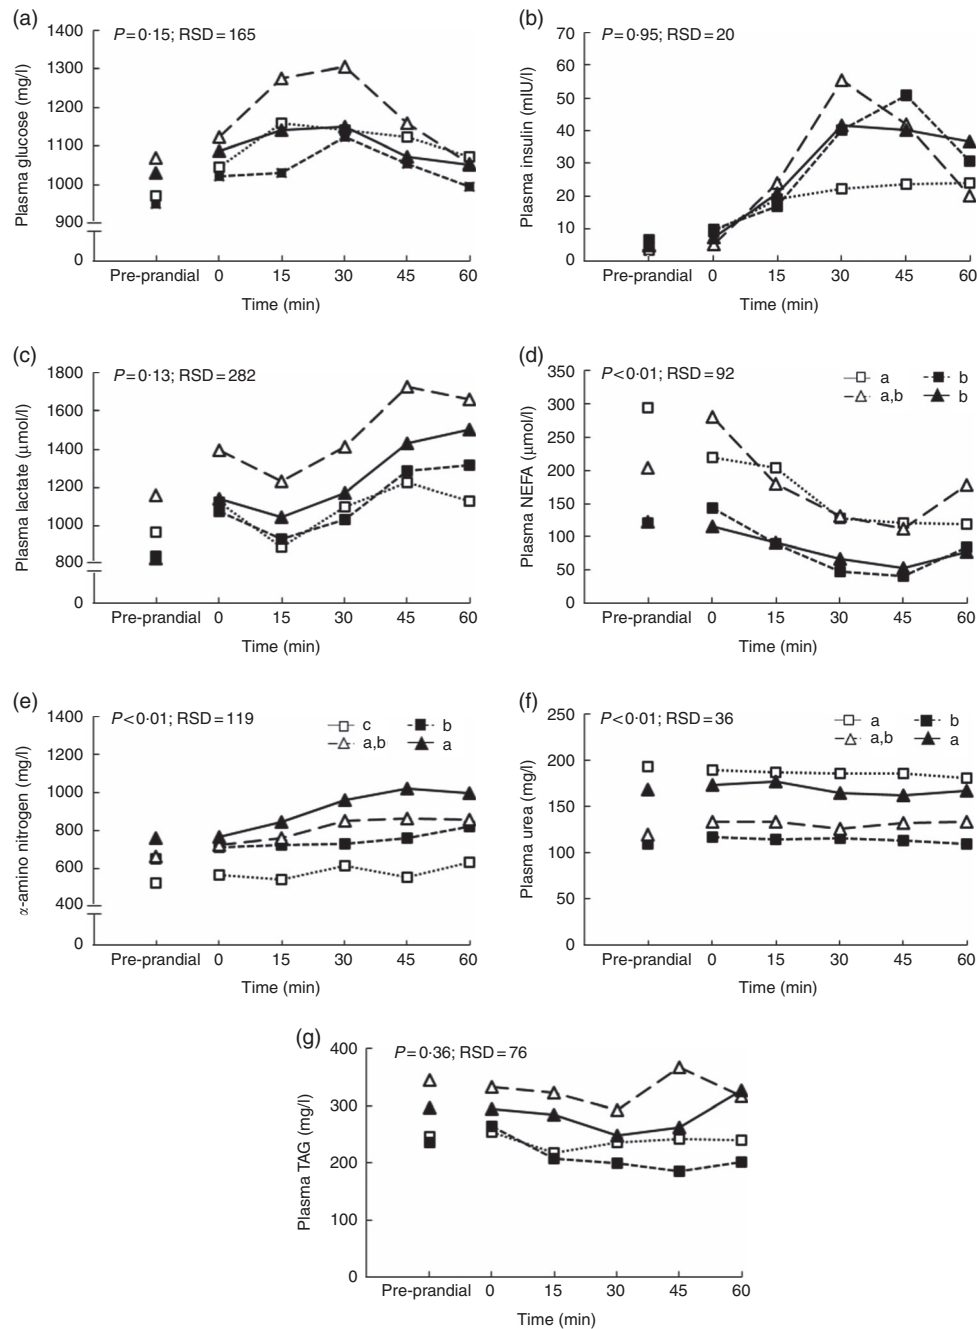 (a)
P=0·15; RSD=165
1400
1300
1200
1100
1000
900
0
Plasma glucose (mg/l)
Pre-prandial 0 15 30 45 60
Time (min)
(b)
P=0·95; RSD=20
70
60
50
40
30
20
10
0
Plasma insulin (mIU/l)
Pre-prandial 0 15 30 45 60
Time (min)
(c)
P=0·13; RSD=282
1800
1600
1400
1200
1000
800
0
Plasma lactate (μmol/l)
Pre-prandial 0 15 30 45 60
Time (min)
(d)
P<0·01; RSD=92
a b
a,b b
350
300
250
200
150
100
50
0
Plasma NEFA (μmol/l)
Pre-prandial 0 15 30 45 60
Time (min)
(e)
P<0·01; RSD=119
c b
a,b a
1400
1200
1000
800
600
400
0
α-amino nitrogen (mg/l)
Pre-prandial 0 15 30 45 60
Time (min)
(f)
P<0·01; RSD=36
a b
a,b a
250
200
150
100
50
0
Plasma urea (mg/l)
Pre-prandial 0 15 30 45 60
Time (min)
(g)
P=0·36; RSD=76
400
300
200
100
0
Plasma TAG (mg/l)
Pre-prandial 0 15 30 45 60
Time (min)